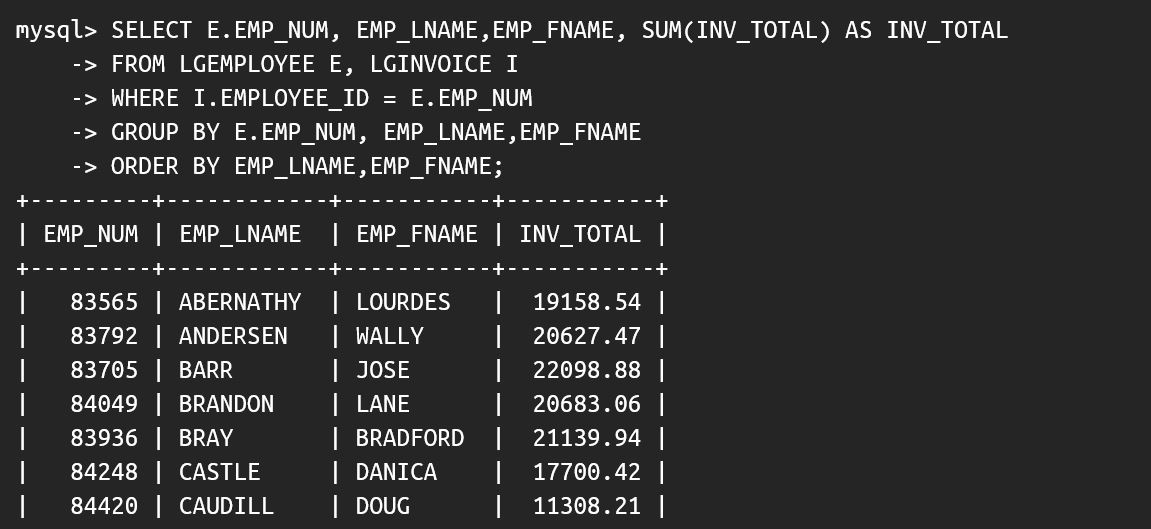 mysql> SELECT E.EMP_NUM, EMP_LNAME,EMP_FNAME, SUM(INV_TOTAL) AS INV_TOTAL
    -> FROM LGEMPLOYEE E, LGINVOICE I
    -> WHERE I.EMPLOYEE_ID = E.EMP_NUM
    -> GROUP BY E.EMP_NUM, EMP_LNAME,EMP_FNAME
    -> ORDER BY EMP_LNAME,EMP_FNAME;
+---------+------------+-----------+-----------+
| EMP_NUM | EMP_LNAME  | EMP_FNAME | INV_TOTAL |
+---------+------------+-----------+-----------+
|   83565 | ABERNATHY  | LOURDES   |  19158.54 |
|   83792 | ANDERSEN   | WALLY     |  20627.47 |
|   83705 | BARR       | JOSE      |  22098.88 |
|   84049 | BRANDON    | LANE      |  20683.06 |
|   83936 | BRAY       | BRADFORD  |  21139.94 |
|   84248 | CASTLE     | DANICA    |  17700.42 |
|   84420 | CAUDILL    | DOUG      |  11308.21 |